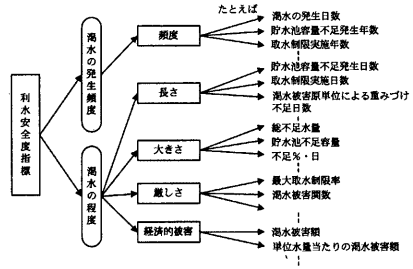 たとえば
利水安全度指標
渇水の発生頻度
渇水の程度
頻度
長さ
大きさ
厳しさ
経済的被害
渇水の発生日数
貯水池容量不足発生年数
取水制限実施年数
貯水池容量不足発生日数
取水制限実施日数
渇水被害原単位による重みづけ
不足日数
総不足水量
貯水池不足容量
不足%・日
最大取水制限率
渇水被害関数
渇水被害額
単位水量当たりの渇水被害額